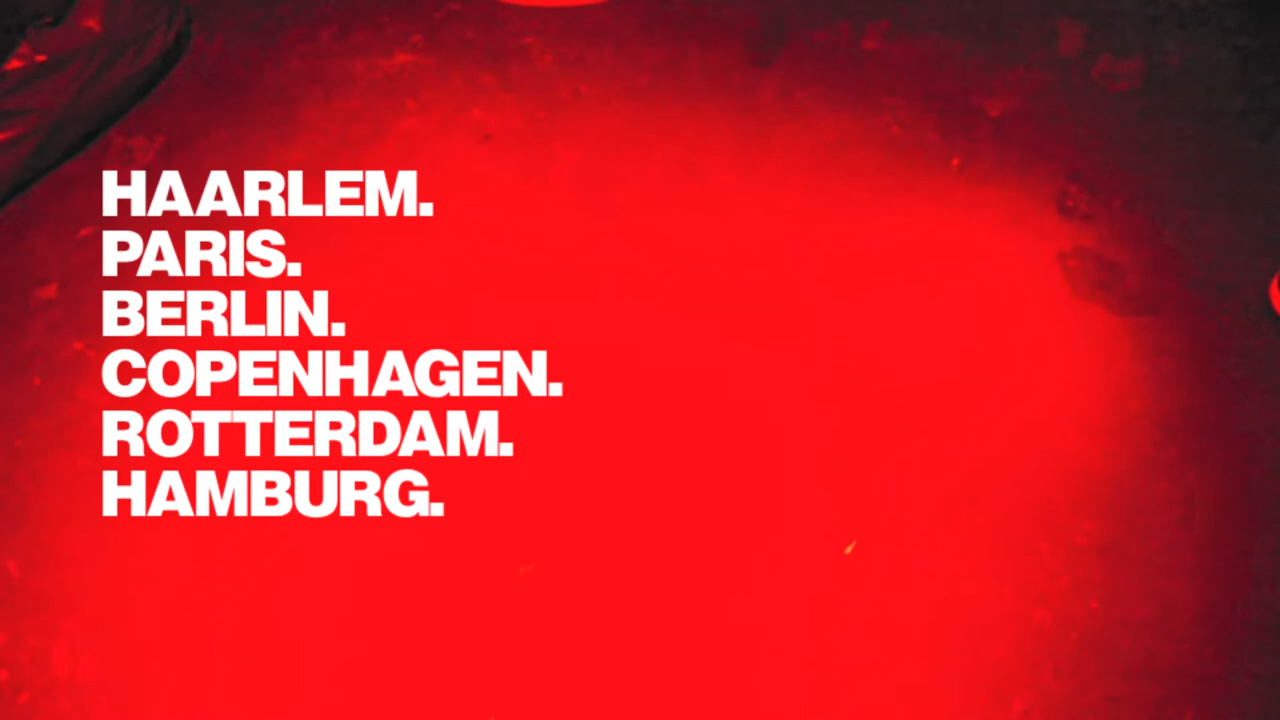 HAARLEM.
PARIS.
BERLIN.
COPENHAGEN.
ROTTERDAM.
HAMBURG.